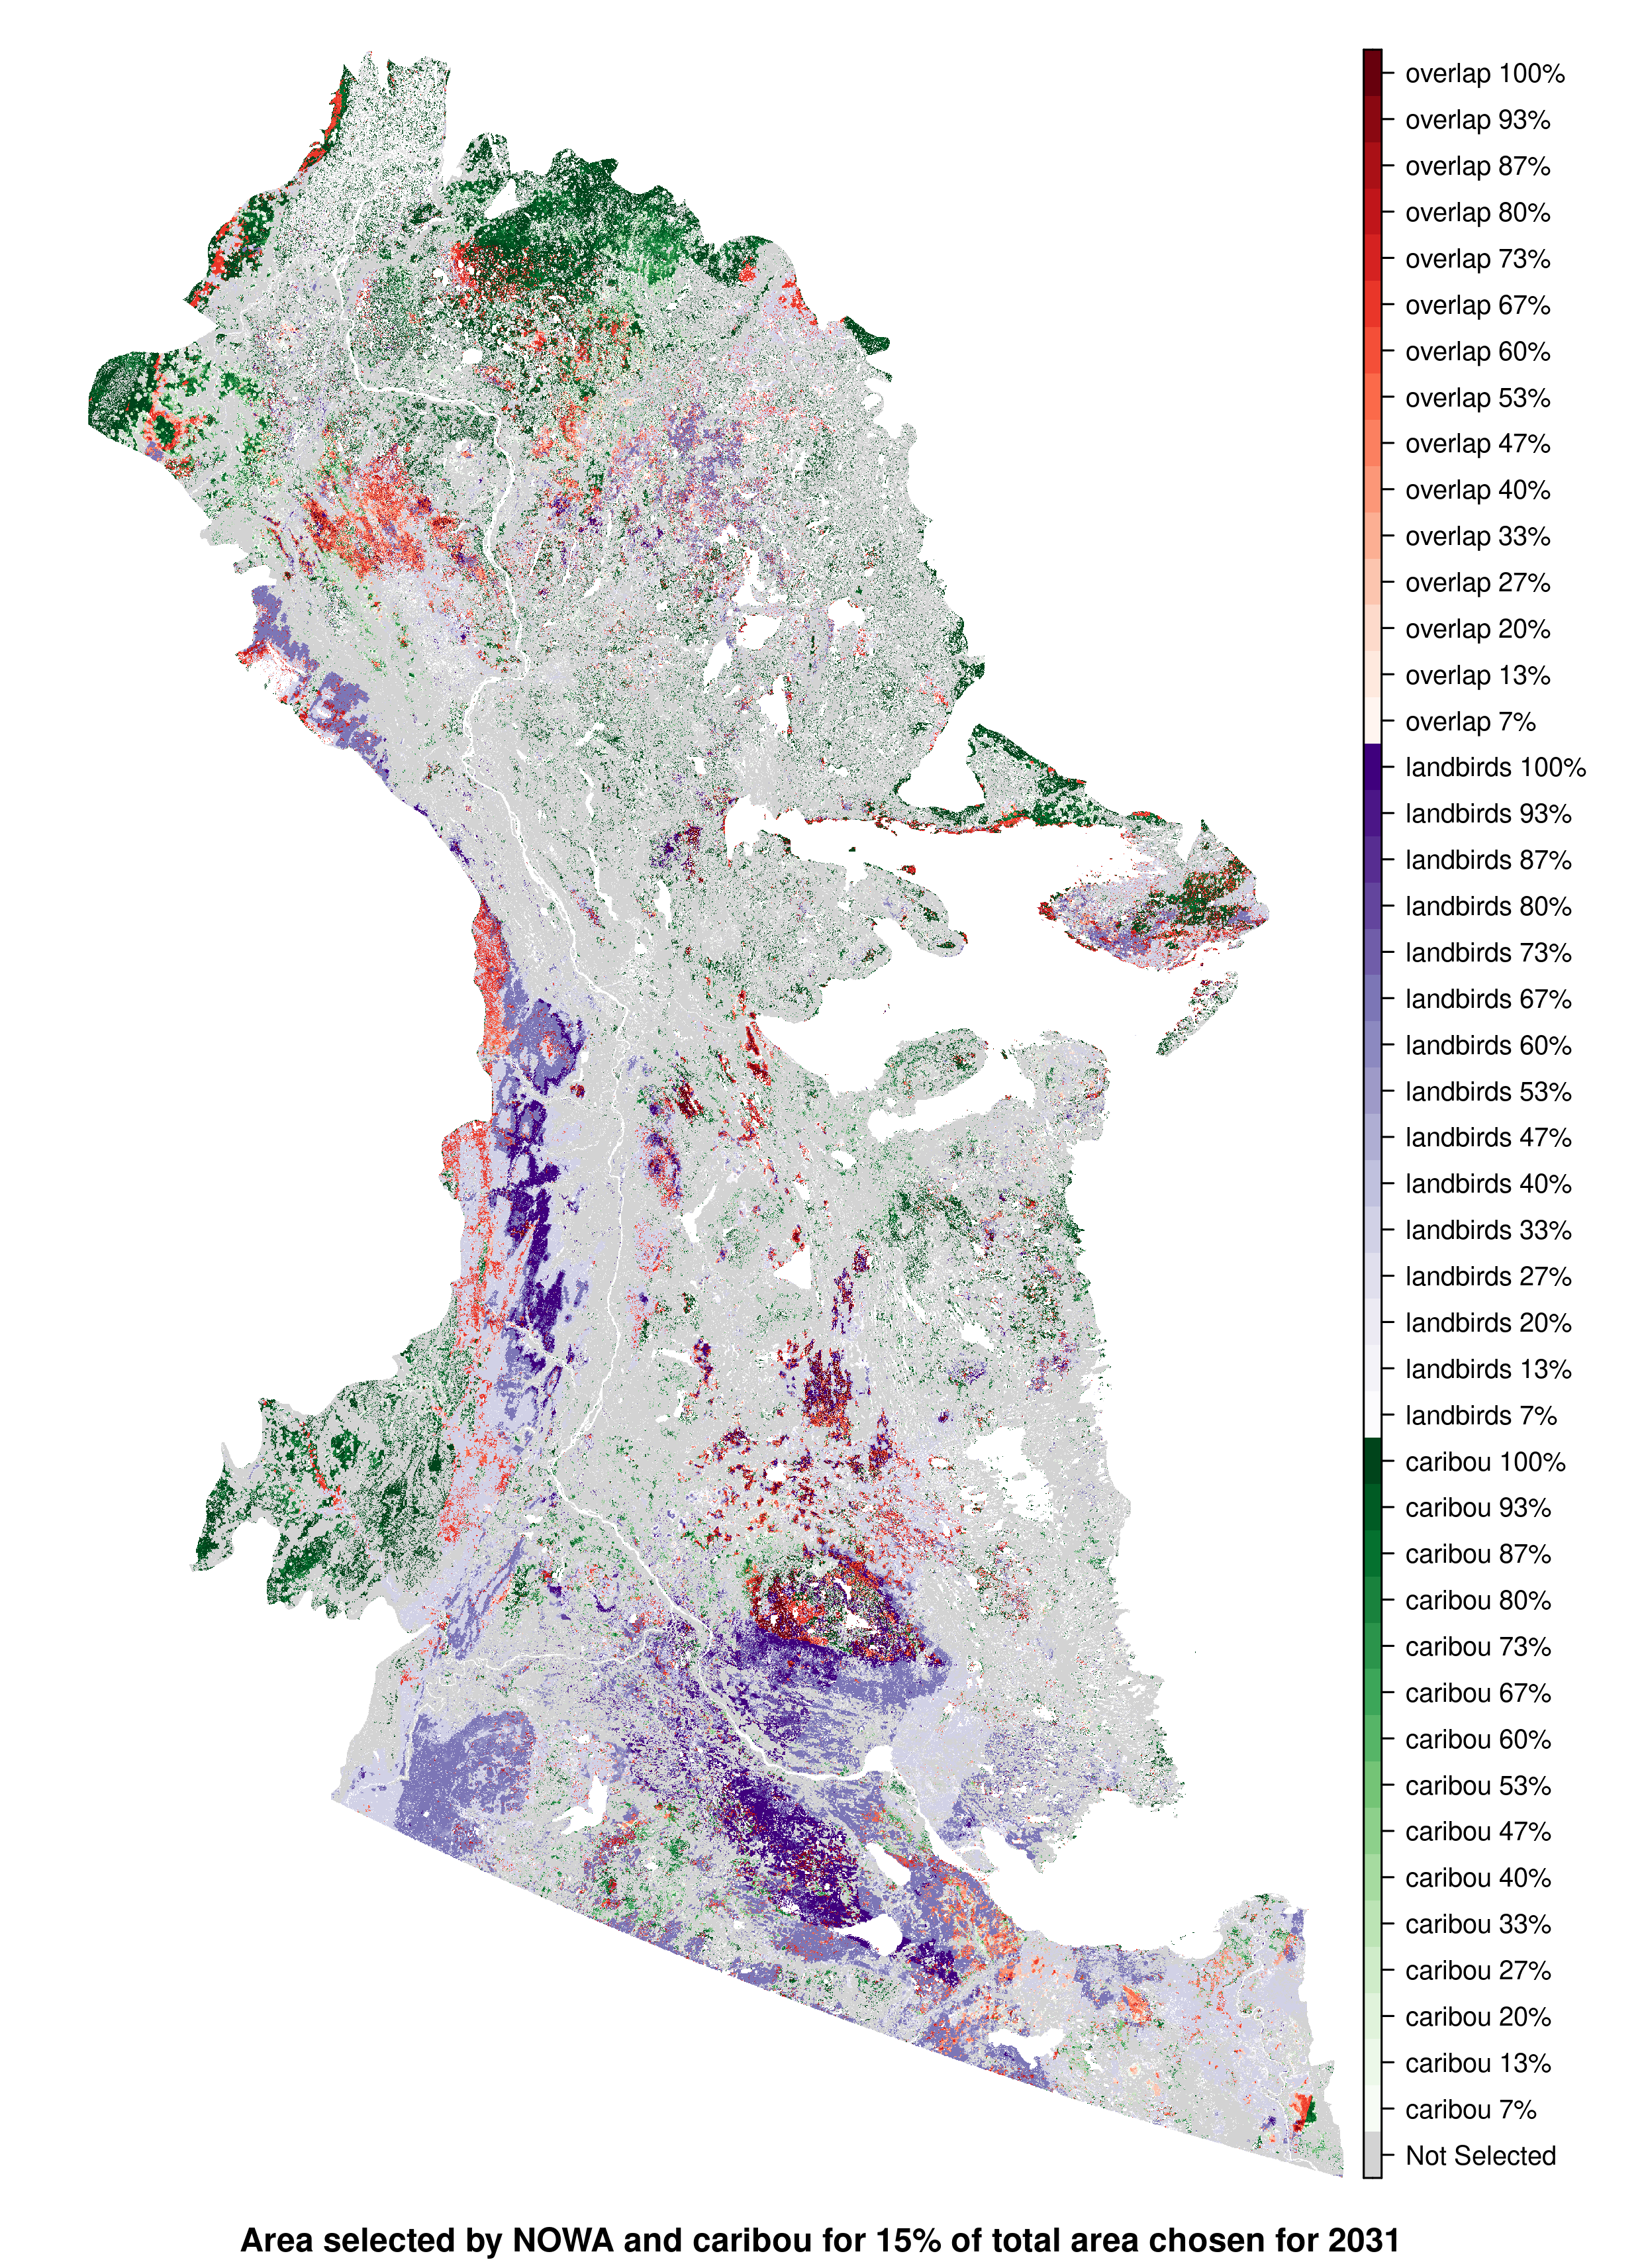 overlap 100%
overlap 93%
overlap 87%
overlap 80%
overlap 73%
overlap 67%
overlap 60%
overlap 53%
overlap 47%
overlap 40%
overlap 33%
overlap 27%
overlap 20%
overlap 13%
overlap 7%
landbirds 100%
landbirds 93%
landbirds 87%
landbirds 80%
landbirds 73%
landbirds 67%
landbirds 60%
landbirds 53%
landbirds 47%
landbirds 40%
landbirds 33%
landbirds 27%
landbirds 20%
landbirds 13%
landbirds 7%
caribou 100%
caribou 93%
caribou 87%
caribou 80%
caribou 73%
caribou 67%
caribou 60%
caribou 53%
caribou 47%
caribou 40%
caribou 33%
caribou 27%
caribou 20%
caribou 13%
caribou 7%
Not Selected
Area selected by NOWA and caribou for 15% of total area chosen for 2031